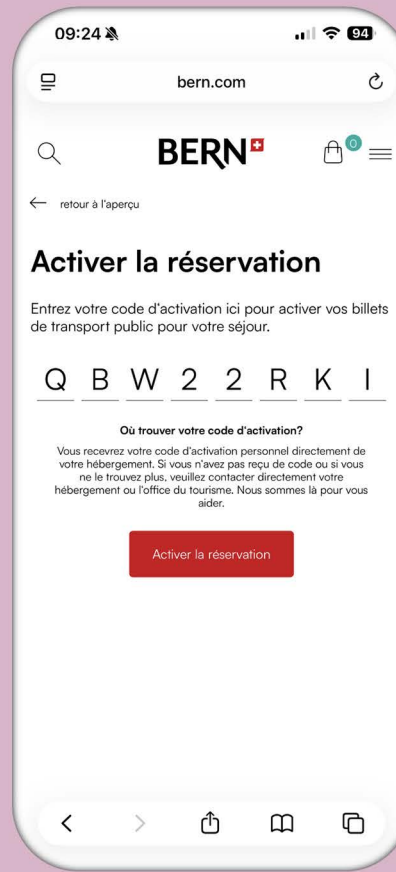 09:24
94
bern.com
BERN
0
retour à l'aperçu
Activer la réservation
Entrez votre code d'activation ici pour activer vos billets
de transport public pour votre séjour.
Q B W 2 2 R K I
Où trouver votre code d'activation?
Vous recevrez votre code d'activation personnel directement de
votre hébergement. Si vous n'avez pas reçu de code ou si vous
ne le trouvez plus, veuillez contacter directement votre
hébergement ou l'office du tourisme. Nous sommes là pour vous
aider.
Activer la réservation